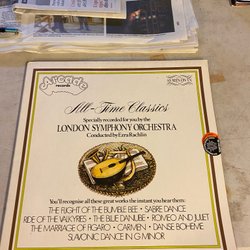 Arcade
records
All-Time Classics
Specially recorded for you by the
LONDON SYMPHONY ORCHESTRA
Conducted by Ezra Rachlin
You'll recognise all these great works the instant you hear them:
THE FLIGHT OF THE BUMBLE BEE · SABRE DANCE
RIDE OF THE VALKYRIES · THE BLUE DANUBE · ROMEO AND JULIET
THE MARRIAGE OF FIGARO · CARMEN · DANSE BOHEME
SLAVONIC DANCE IN G MINOR